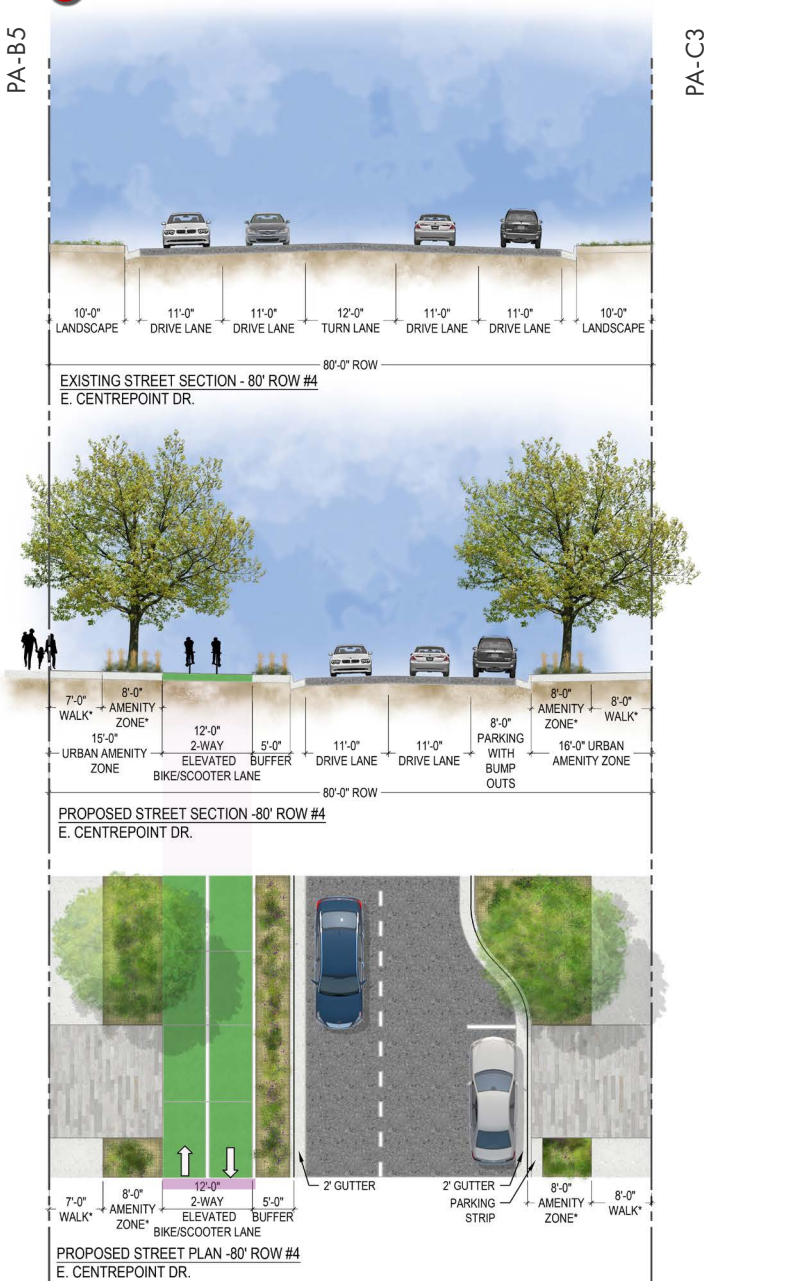 PA-B5
PA-C3
10'-0"
LANDSCAPE
11'-0"
DRIVE LANE
11'-0"
DRIVE LANE
12'-0"
TURN LANE
11'-0"
DRIVE LANE
11'-0"
DRIVE LANE
10'-0"
LANDSCAPE
80'-0" ROW
EXISTING STREET SECTION - 80' ROW #4
E. CENTREPOINT DR.
7'-0"
WALK*
8'-0"
AMENITY
ZONE*
15'-0"
URBAN AMENITY
ZONE
12'-0"
2-WAY
ELEVATED
BIKE/SCOOTER LANE
5'-0"
BUFFER
11'-0"
DRIVE LANE
11'-0"
DRIVE LANE
8'-0"
PARKING
WITH
BUMP
OUTS
8'-0"
AMENITY
ZONE*
8'-0"
WALK*
16'-0" URBAN
AMENITY ZONE
80'-0" ROW
PROPOSED STREET SECTION -80' ROW #4
E. CENTREPOINT DR.
7'-0"
WALK*
8'-0"
AMENITY
ZONE*
12'-0"
2-WAY
ELEVATED
BIKE/SCOOTER LANE
5'-0"
BUFFER
2' GUTTER
2' GUTTER
PARKING
STRIP
8'-0"
AMENITY
ZONE*
8'-0"
WALK*
PROPOSED STREET PLAN -80' ROW #4
E. CENTREPOINT DR.